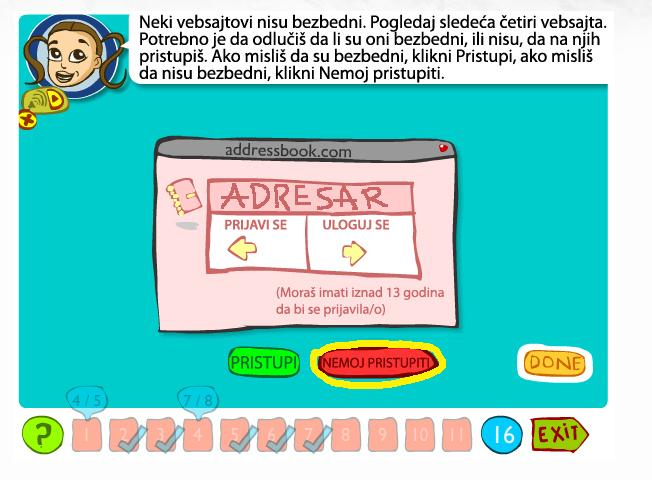 Neki vebsajtovi nisu bezbedni. Pogledaj sledeća četiri vebsajta.
Potrebno je da odlučiš da li su oni bezbedni, ili nisu, da na njih
pristupiš. Ako misliš da su bezbedni, klikni Pristupi, ako misliš
da nisu bezbedni, klikni Nemoj pristupiti.
addressbook.com
ADRESAR
PRIJAVI SE ULOGUJ SE
(Moraš imati iznad 13 godina
da bi se prijavila/o)
PRISTUPI NEMOJ PRISTUPITI DONE
4 / 5 7 / 8
? 1 2 3 4 5 6 7 8 9 10 11 16 EXIT